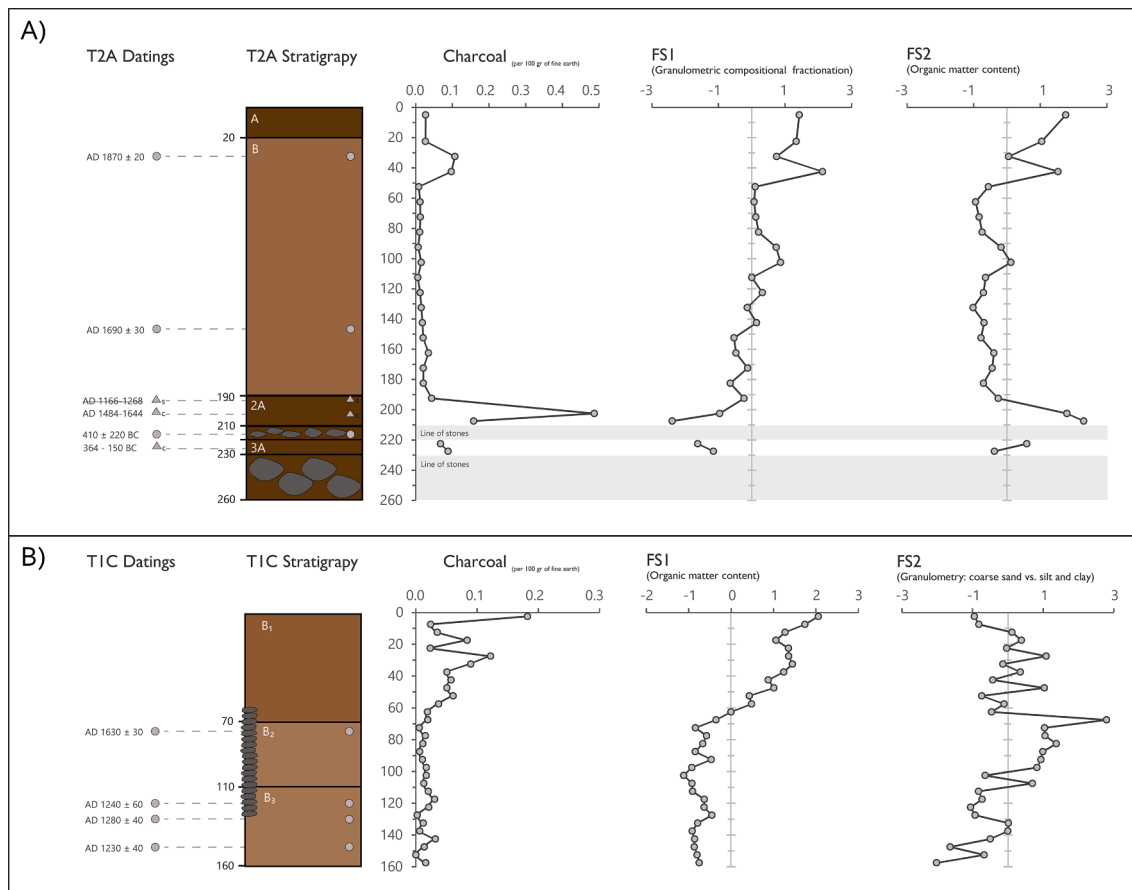 A)
T2A Datings
T2A Stratigrapy
Charcoal (per 100 gr of fine earth)
FS1
(Granulometric compositional fractionation)
FS2
(Organic matter content)
0 0.1 0.2 0.3 0.4 0.5
-1 1 3
-3 -1 1 3
A
20
B
AD 1870 ± 20
AD 1690 ± 30
190
AD 1166-1268 s
2A
AD 1484-1644 c
210
410 ± 220 BC
364 - 150 BC c
3A
230
260
0
20
40
60
80
100
120
140
160
180
200
220
240
260
Line of stones
Line of stones
B)
T1C Datings
T1C Stratigrapy
Charcoal (per 100 gr of fine earth)
FS1
(Organic matter content)
FS2
(Granulometry: coarse sand vs. silt and clay)
0.0 0.1 0.2 0.3
-2 -1 0 1 2
-3 -1 1 3
B1
70
B2
AD 1630 ± 30
110
B3
AD 1240 ± 60
AD 1280 ± 40
AD 1230 ± 40
160
0
20
40
60
80
100
120
140
160